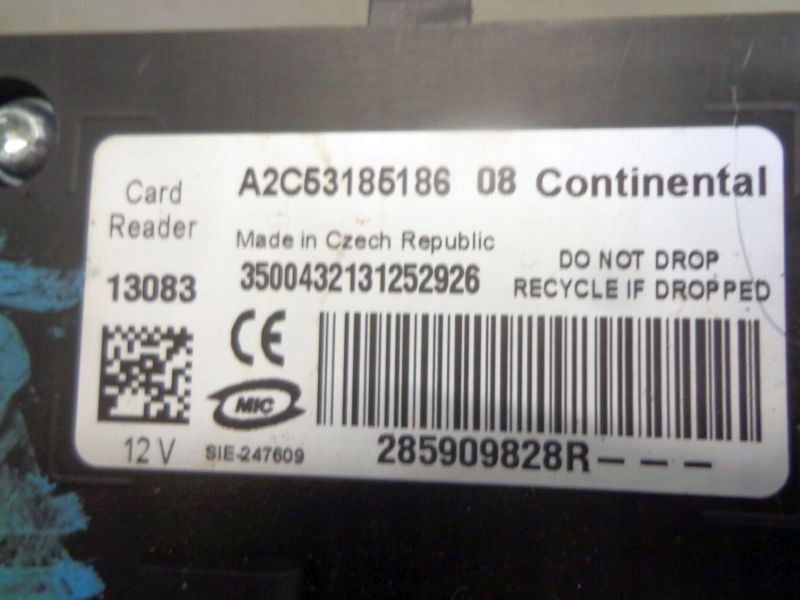 Card
Reader
13083
A2C53185186 08 Continental
Made in Czech Republic
3500432131252926
DO NOT DROP
RECYCLE IF DROPPED
CE
MIC
12 V
SIE-247609
285909828R---